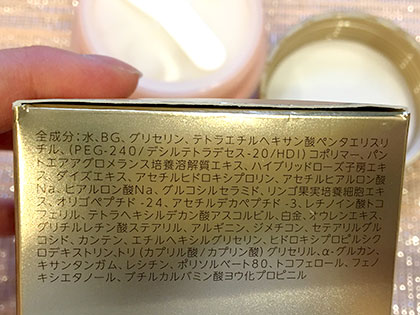 全成分:水、BG、グリセリン、テトラエチルヘキサン酸ペンタエリスリ
チル、(PEG-240/デシルテトラデセス-20/HDI)コポリマー、パン
トエアアグロメランス培養溶解質エキス、ハイブリッドローズ子房エキ
ス、ダイズエキス、アセチルヒドロキシプロリン、アセチルヒアルロン酸
Na、ヒアルロン酸Na、グルコシルセラミド、リンゴ果実培養細胞エキ
ス、オリゴペプチド-24、アセチルデカペプチド-3、レチノイン酸トコ
フェリル、テトラヘキシルデカン酸アスコルビル、白金、オウレンエキス、
グリチルレチン酸ステアリル、アルギニン、ジメチコン、セテアリルグル
コシド、カンテン、エチルヘキシルグリセリン、ヒドロキシプロピルシク
ロデキストリン、トリ(カプリル酸/カプリン酸)グリセリル、α-グルカン、
キサンタンガム、レシチン、ポリソルベート80、トコフェロール、フェノ
キシエタノール、ブチルカルバミン酸ヨウ化プロピニル